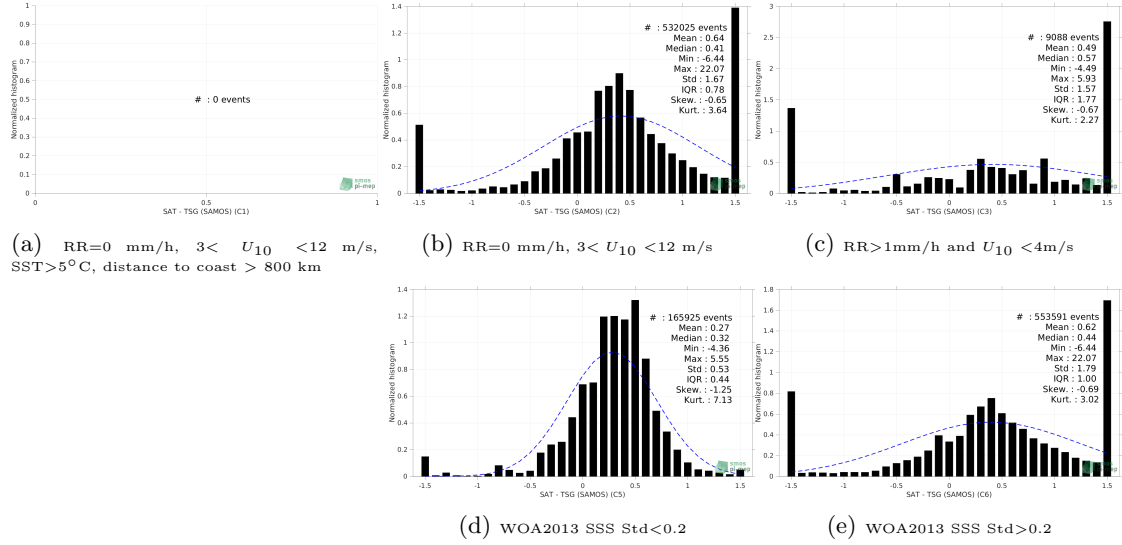 1
0.9
0.8
0.7
0.6
0.5
0.4
0.3
0.2
0.1
0
Normalized histogram
# : 0 events
smos
pi-mep
0 0.5 1
SAT - TSG (SAMOS) (C1)
(a) RR=0 mm/h, 3< U10 <12 m/s,
SST>5°C, distance to coast > 800 km
1.4
1.2
1
0.8
0.6
0.4
0.2
0
Normalized histogram
# : 532025 events
Mean : 0.64
Median : 0.41
Min : -6.44
Max : 22.07
Std : 1.67
IQR : 0.78
Skew. : -0.65
Kurt. : 3.64
smos
pi-mep
-1.5 -1 -0.5 0 0.5 1 1.5
SAT - TSG (SAMOS) (C2)
(b) RR=0 mm/h, 3< U10 <12 m/s
3
2.5
2
1.5
1
0.5
0
Normalized histogram
# : 9088 events
Mean : 0.49
Median : 0.57
Min : -4.49
Max : 5.93
Std : 1.57
IQR : 1.77
Skew. : -0.67
Kurt. : 2.27
smos
pi-mep
-1.5 -1 -0.5 0 0.5 1 1.5
SAT - TSG (SAMOS) (C3)
(c) RR>1mm/h and U10 <4m/s
1.4
1.2
1
0.8
0.6
0.4
0.2
0
Normalized histogram
# : 165925 events
Mean : 0.27
Median : 0.32
Min : -4.36
Max : 5.55
Std : 0.53
IQR : 0.44
Skew. : -1.25
Kurt. : 7.13
smos
pi-mep
-1.5 -1 -0.5 0 0.5 1 1.5
SAT - TSG (SAMOS) (C5)
(d) WOA2013 SSS Std<0.2
1.8
1.6
1.4
1.2
1
0.8
0.6
0.4
0.2
0
Normalized histogram
# : 553591 events
Mean : 0.62
Median : 0.44
Min : -6.44
Max : 22.07
Std : 1.79
IQR : 1.00
Skew. : -0.69
Kurt. : 3.02
smos
pi-mep
-1.5 -1 -0.5 0 0.5 1 1.5
SAT - TSG (SAMOS) (C6)
(e) WOA2013 SSS Std>0.2